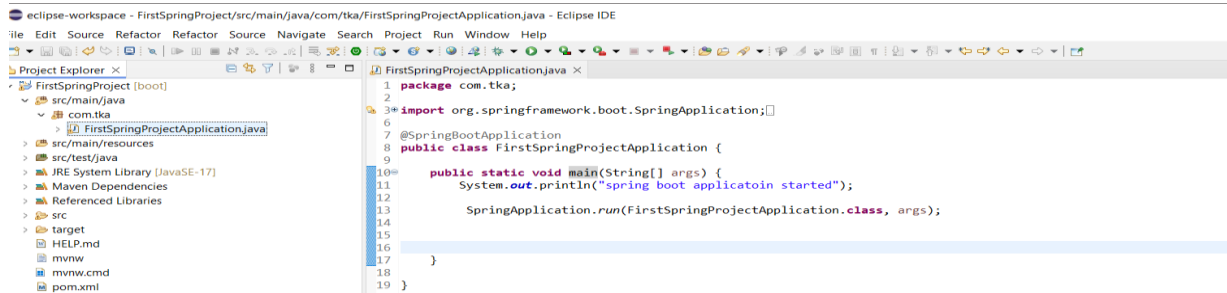 eclipse-workspace - FirstSpringProject/src/main/java/com/tka/FirstSpringProjectApplication.java - Eclipse IDE
ile Edit Source Refactor Refactor Source Navigate Search Project Run Window Help
Project Explorer
FirstSpringProject [boot]
src/main/java
com.tka
FirstSpringProjectApplication.java
src/main/resources
src/test/java
JRE System Library [JavaSE-17]
Maven Dependencies
Referenced Libraries
src
target
HELP.md
mvnw
mvnw.cmd
pom.xml
FirstSpringProjectApplication.java
1 package com.tka;
2
3 import org.springframework.boot.SpringApplication;
6
7 @SpringBootApplication
8 public class FirstSpringProjectApplication {
9
10 public static void main(String[] args) {
11 System.out.println("spring boot applicatoin started");
12
13 SpringApplication.run(FirstSpringProjectApplication.class, args);
14
15
16
17 }
18
19 }